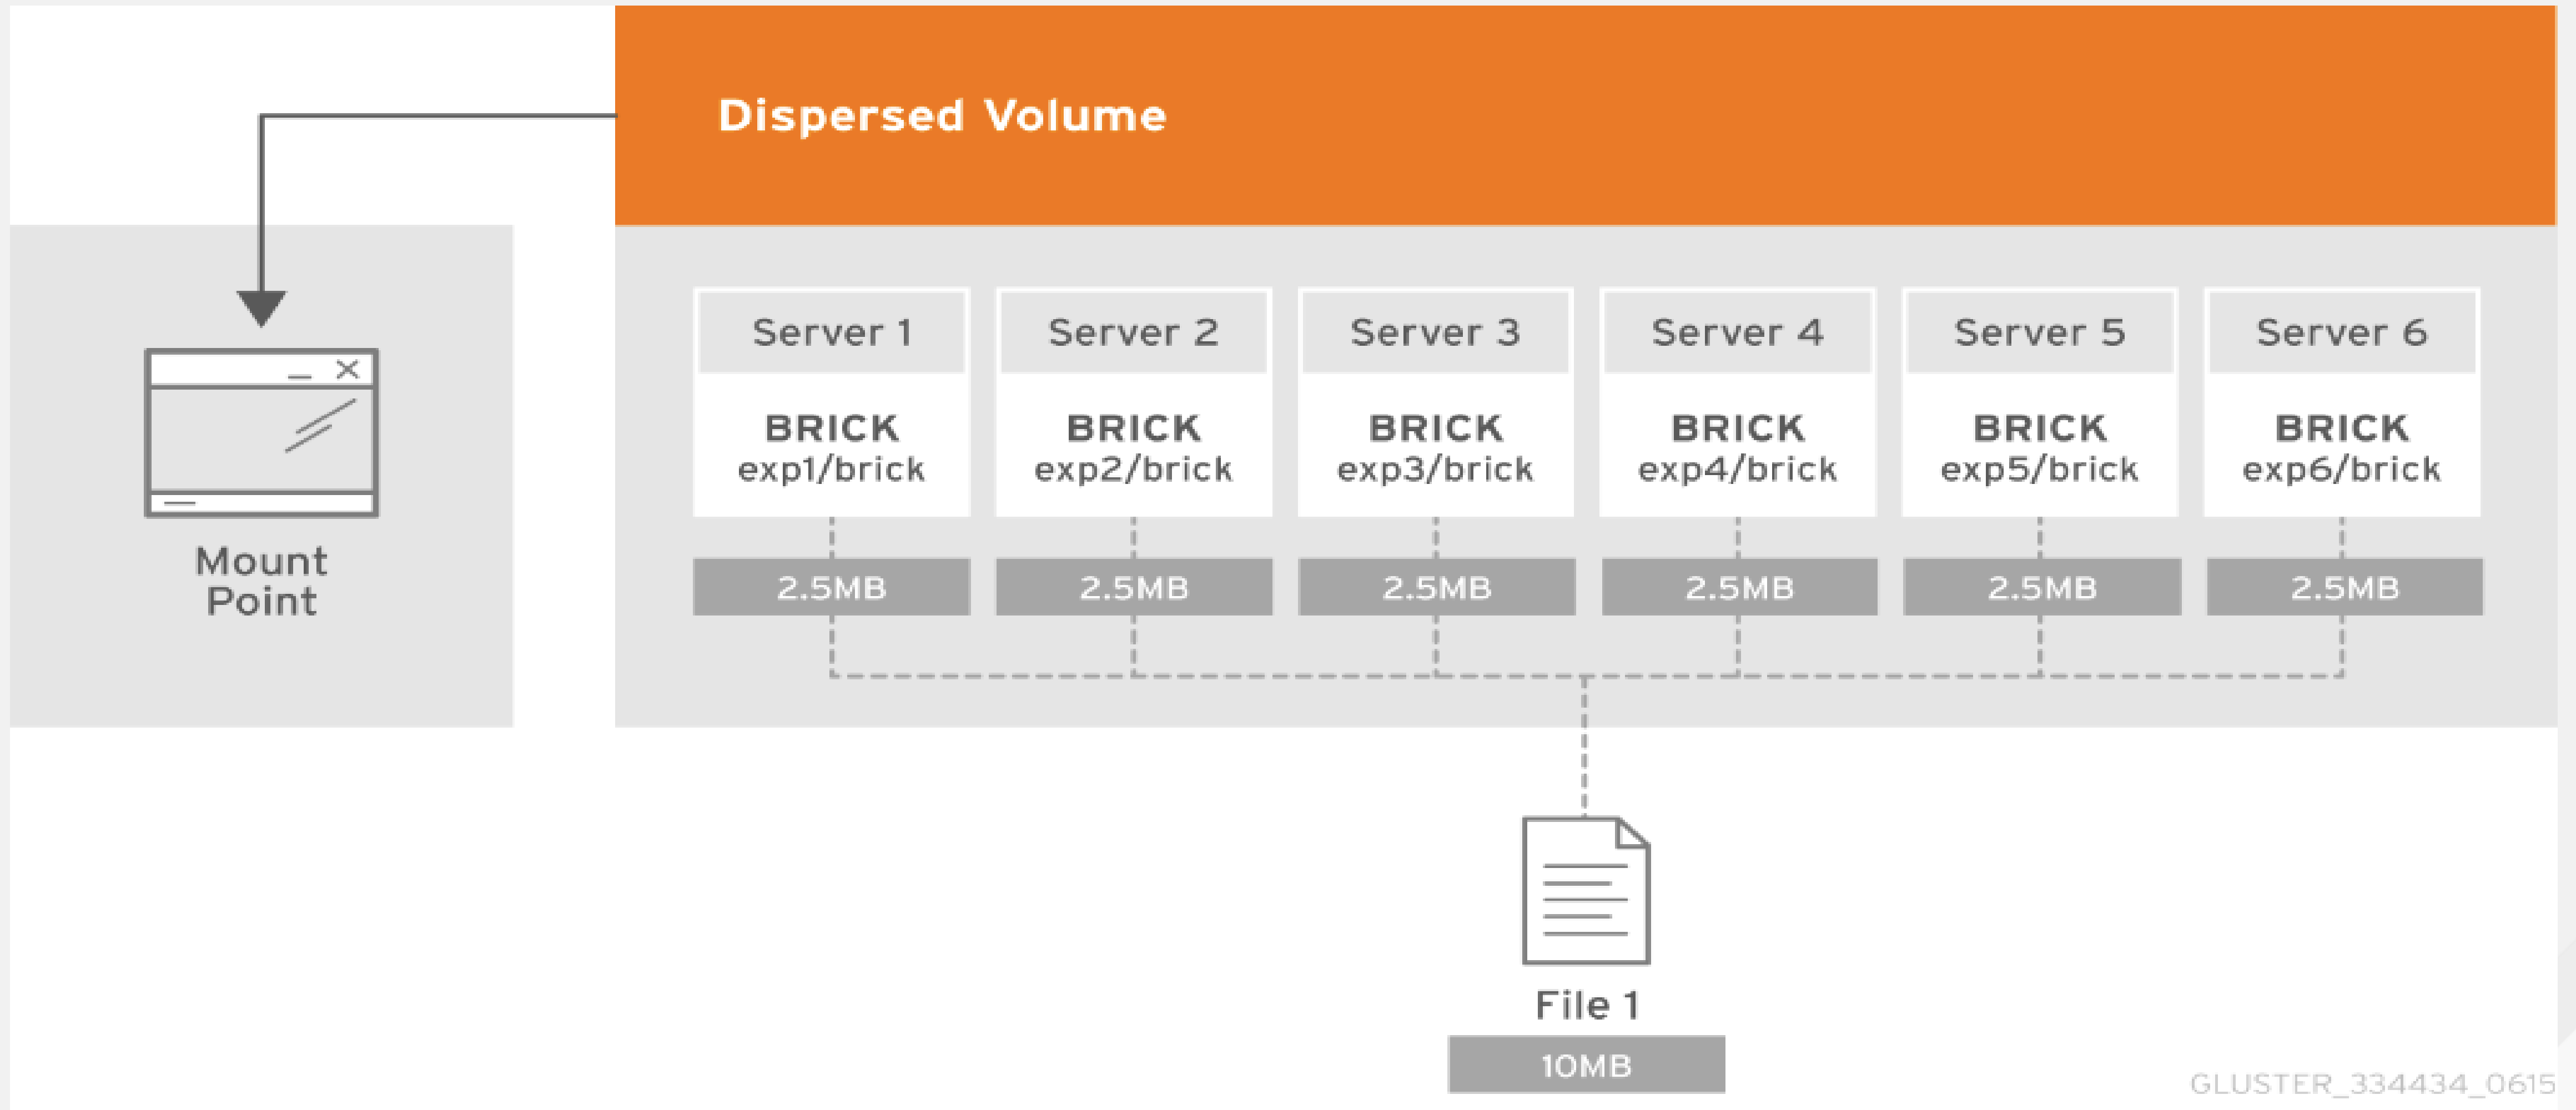 Dispersed Volume
Server 1
Server 2
Server 3
Server 4
Server 5
Server 6
BRICK
exp1/brick
BRICK
exp2/brick
BRICK
exp3/brick
BRICK
exp4/brick
BRICK
exp5/brick
BRICK
exp6/brick
2.5MB
2.5MB
2.5MB
2.5MB
2.5MB
2.5MB
Mount
Point
File 1
10MB
GLUSTER_334434_0615